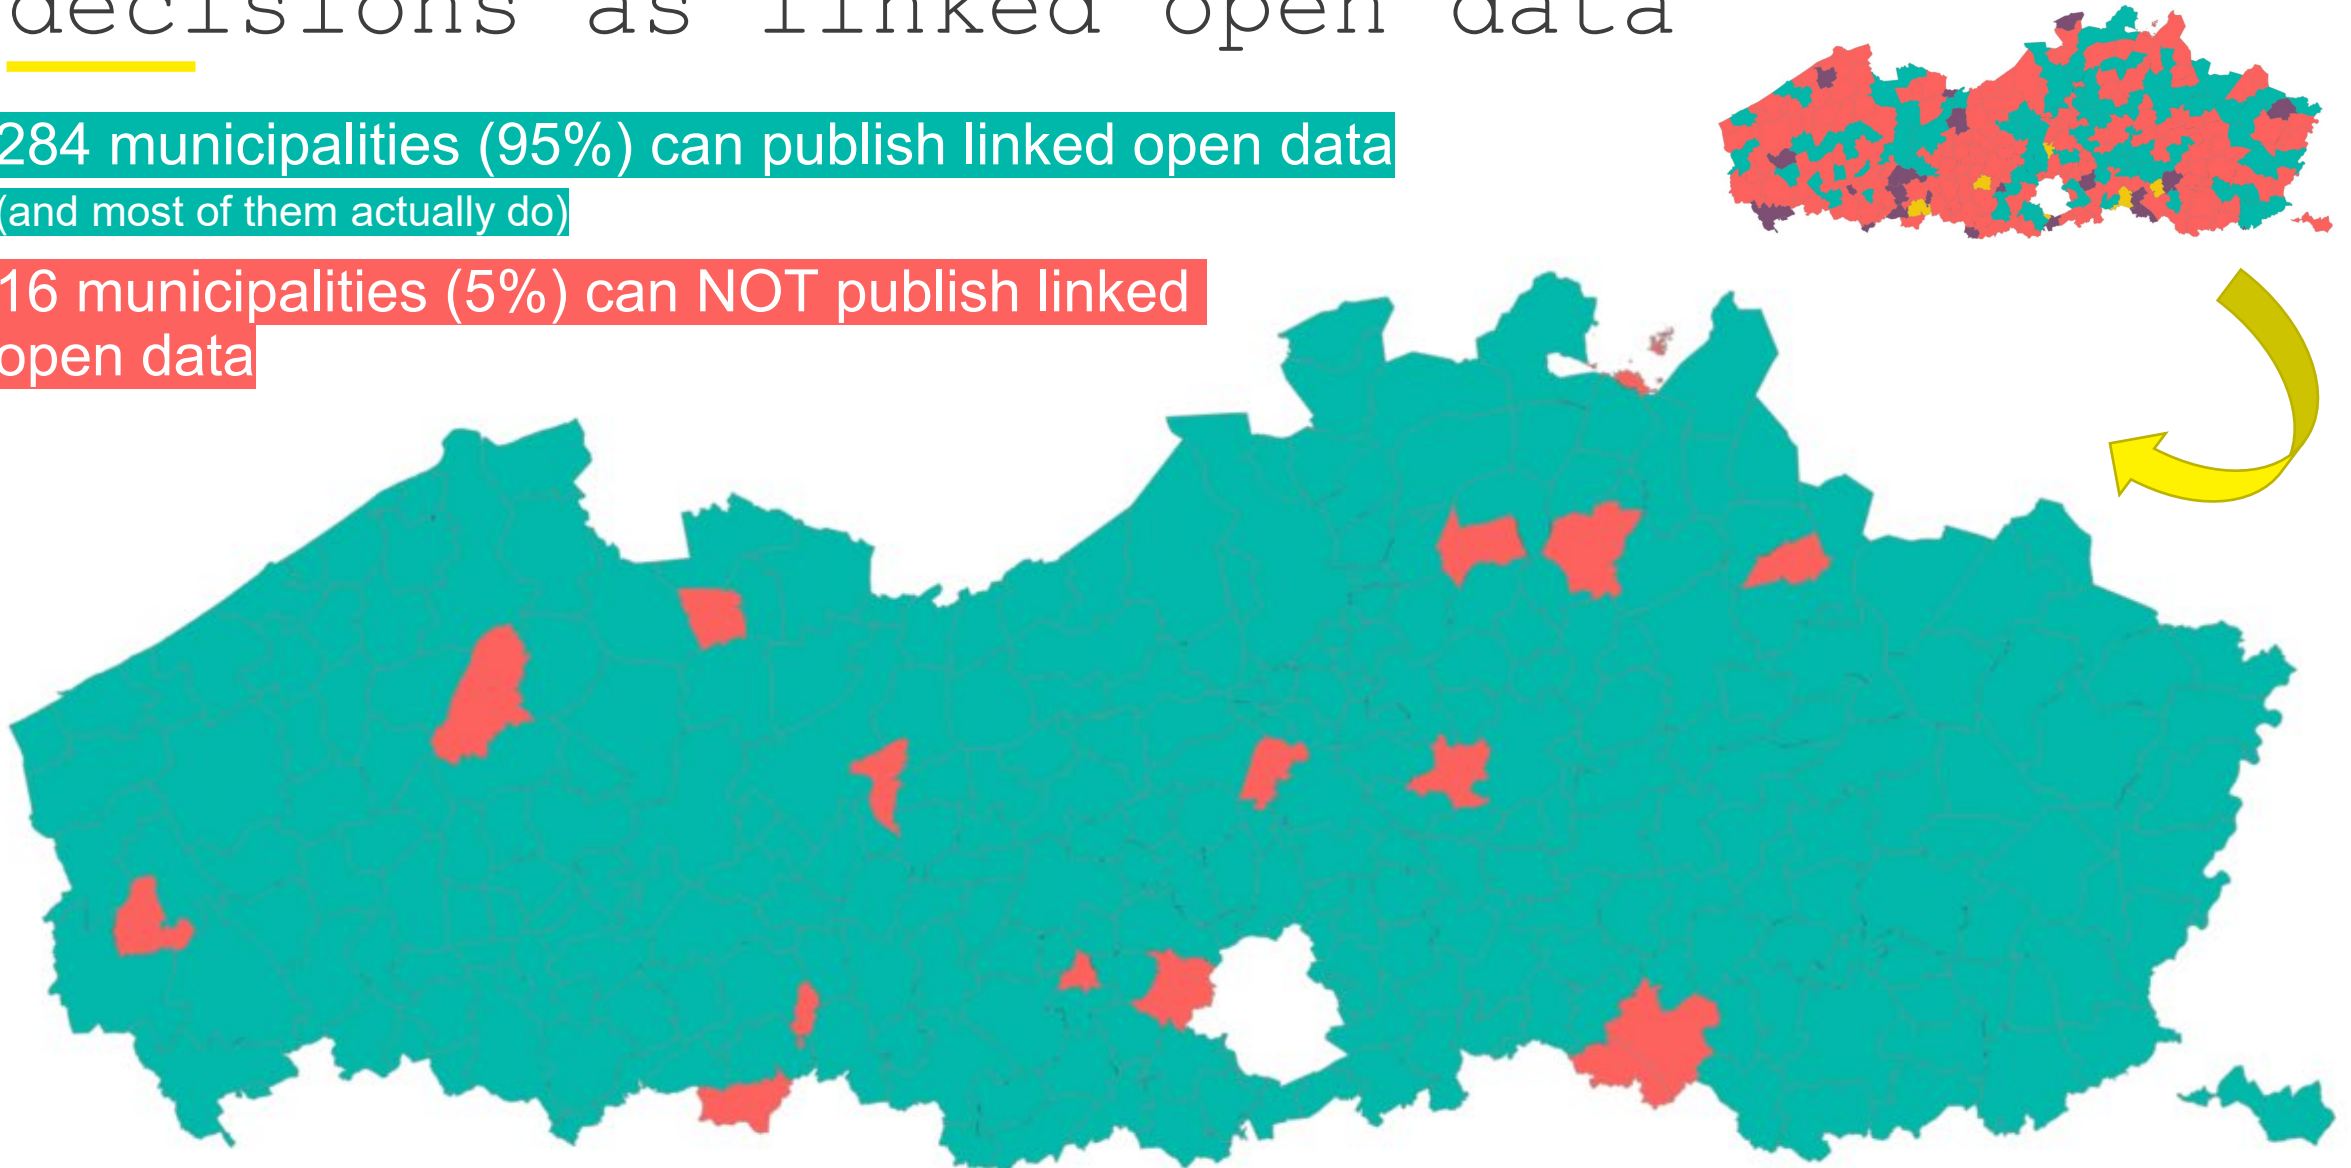 decisions as linked open data
284 municipalities (95%) can publish linked open data
(and most of them actually do)
16 municipalities (5%) can NOT publish linked
open data